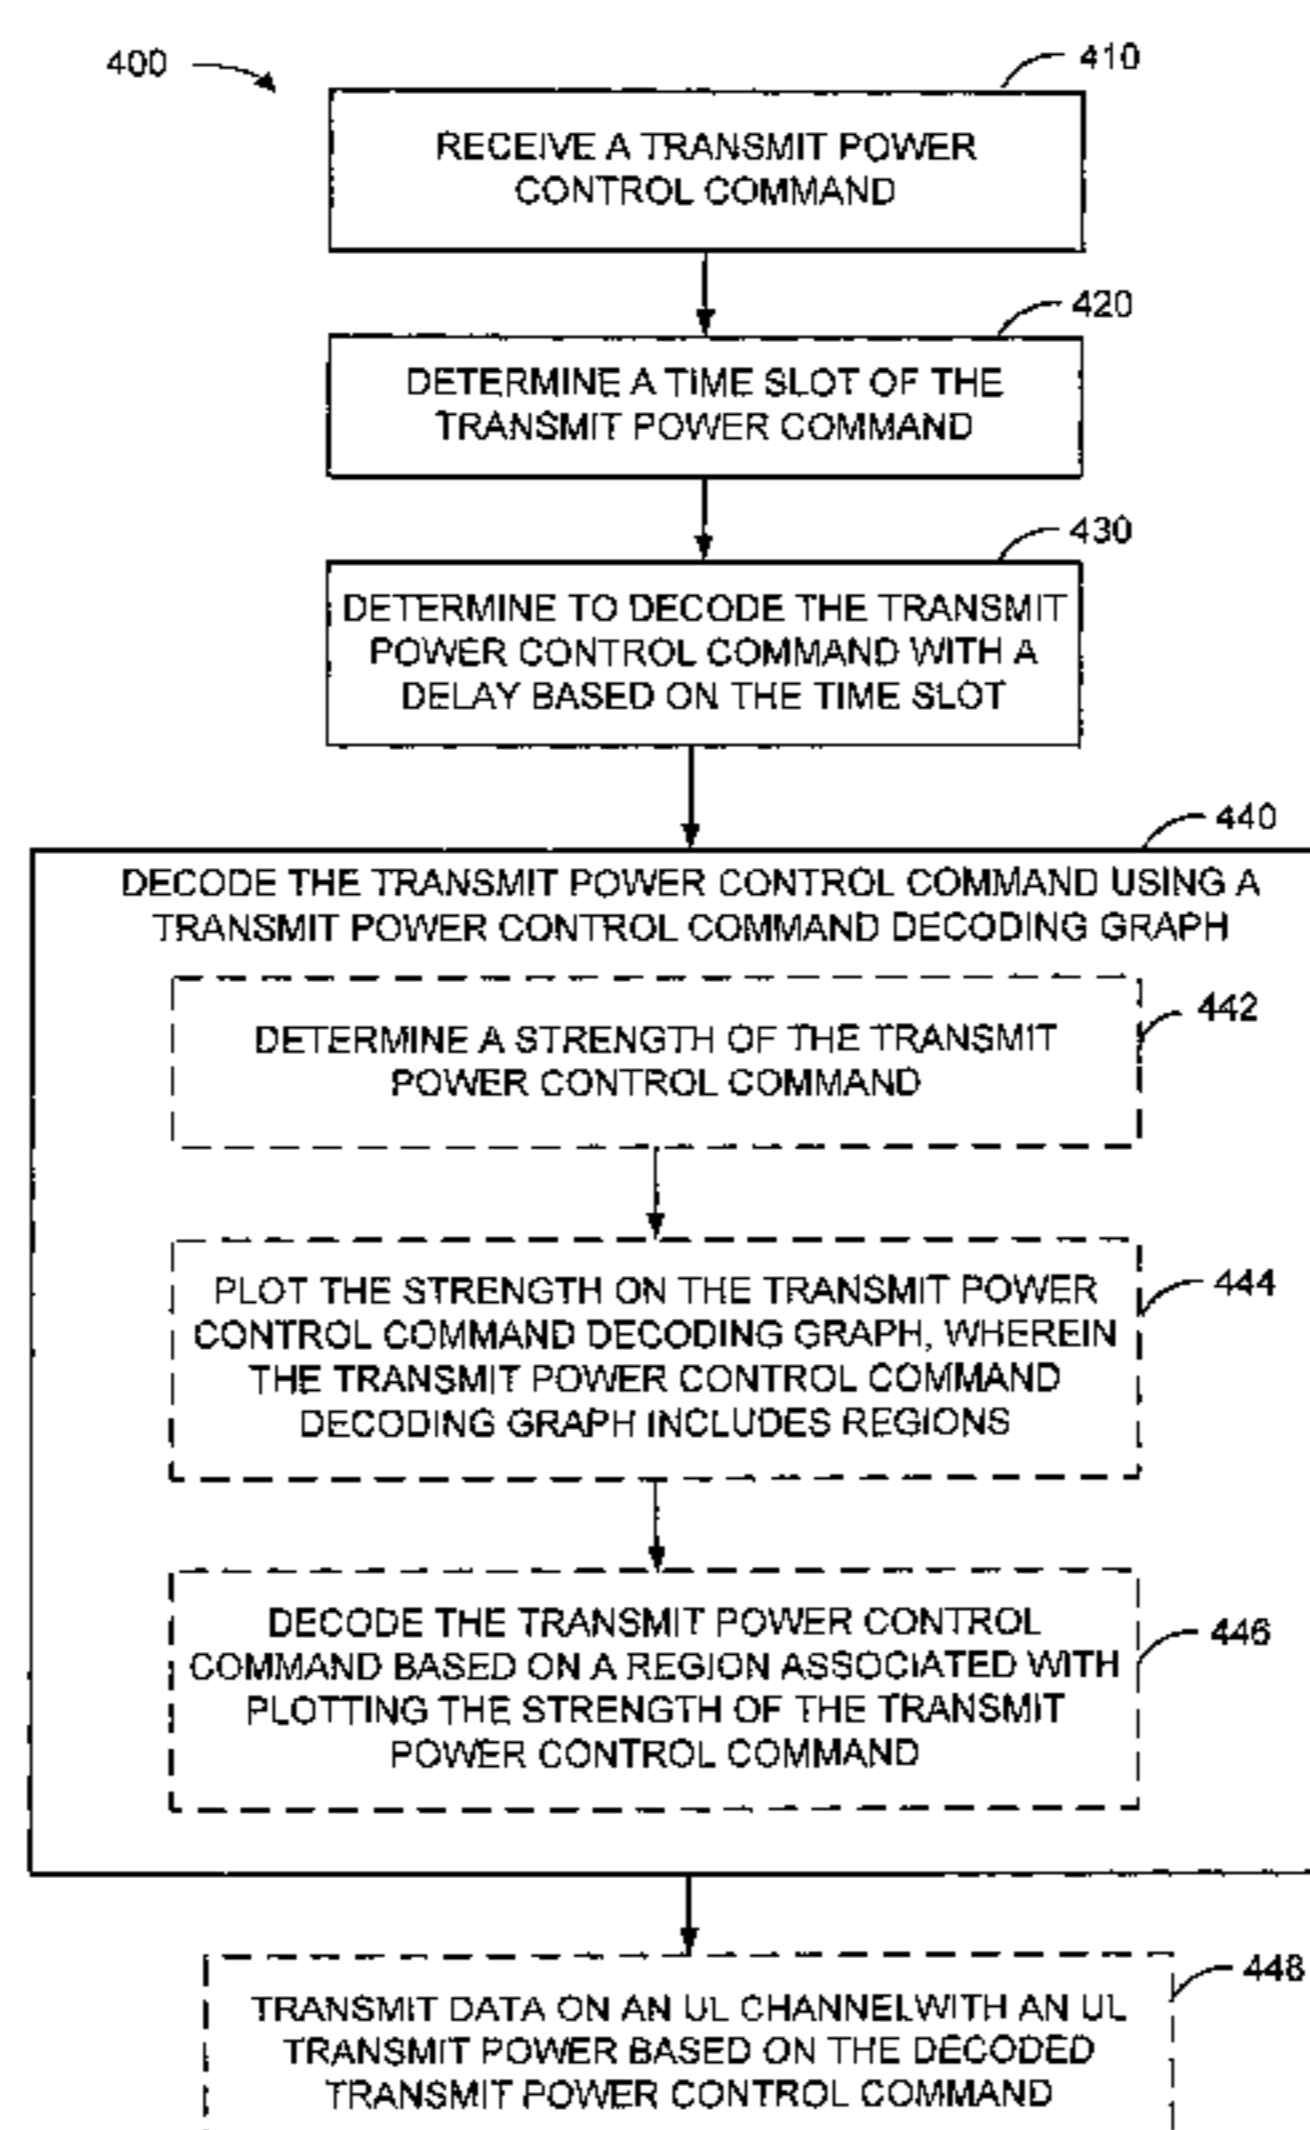 400
410
RECEIVE A TRANSMIT POWER
CONTROL COMMAND
420
DETERMINE A TIME SLOT OF THE
TRANSMIT POWER COMMAND
430
DETERMINE TO DECODE THE TRANSMIT
POWER CONTROL COMMAND WITH A
DELAY BASED ON THE TIME SLOT
440
DECODE THE TRANSMIT POWER CONTROL COMMAND USING A
TRANSMIT POWER CONTROL COMMAND DECODING GRAPH
442
DETERMINE A STRENGTH OF THE TRANSMIT
POWER CONTROL COMMAND
444
PLOT THE STRENGTH ON THE TRANSMIT POWER
CONTROL COMMAND DECODING GRAPH, WHEREIN
THE TRANSMIT POWER CONTROL COMMAND
DECODING GRAPH INCLUDES REGIONS
446
DECODE THE TRANSMIT POWER CONTROL
COMMAND BASED ON A REGION ASSOCIATED WITH
PLOTTING THE STRENGTH OF THE TRANSMIT
POWER CONTROL COMMAND
448
TRANSMIT DATA ON AN UL CHANNELWITH AN UL
TRANSMIT POWER BASED ON THE DECODED
TRANSMIT POWER CONTROL COMMAND